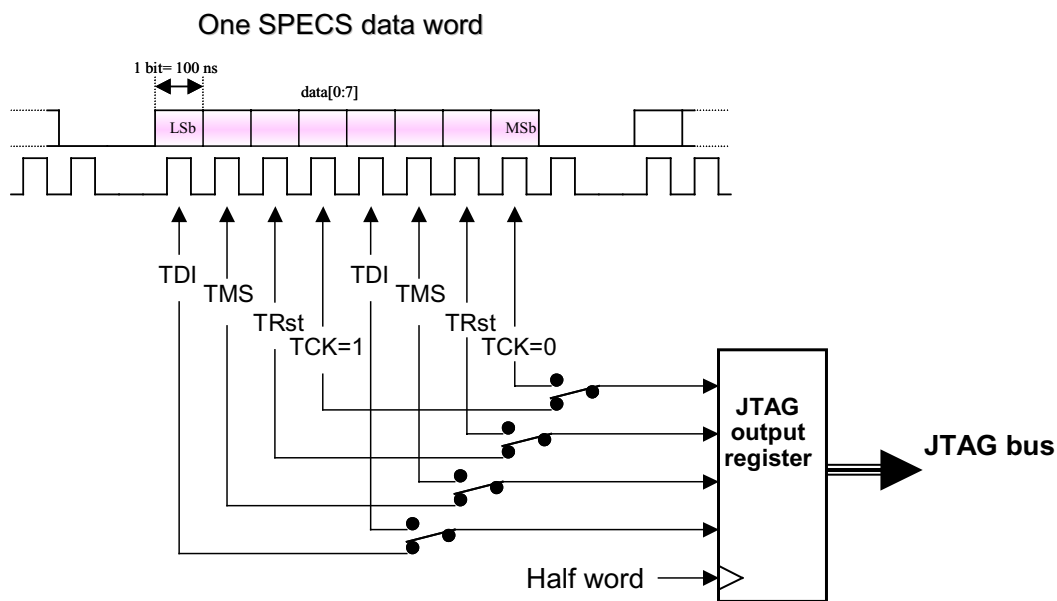 One SPECS data word
1 bit= 100 ns
data[0:7]
LSb
MSb
TDI
TMS
TRst
TCK=1
TDI
TMS
TRst
TCK=0
JTAG
output
register
JTAG bus
Half word